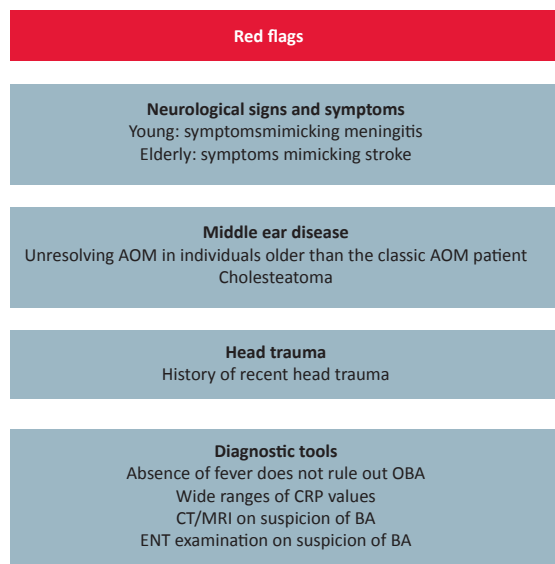 Red flags
Neurological signs and symptoms
Young: symptomsmimicking meningitis
Elderly: symptoms mimicking stroke
Middle ear disease
Unresolving AOM in individuals older than the classic AOM patient
Cholesteatoma
Head trauma
History of recent head trauma
Diagnostic tools
Absence of fever does not rule out OBA
Wide ranges of CRP values
CT/MRI on suspicion of BA
ENT examination on suspicion of BA